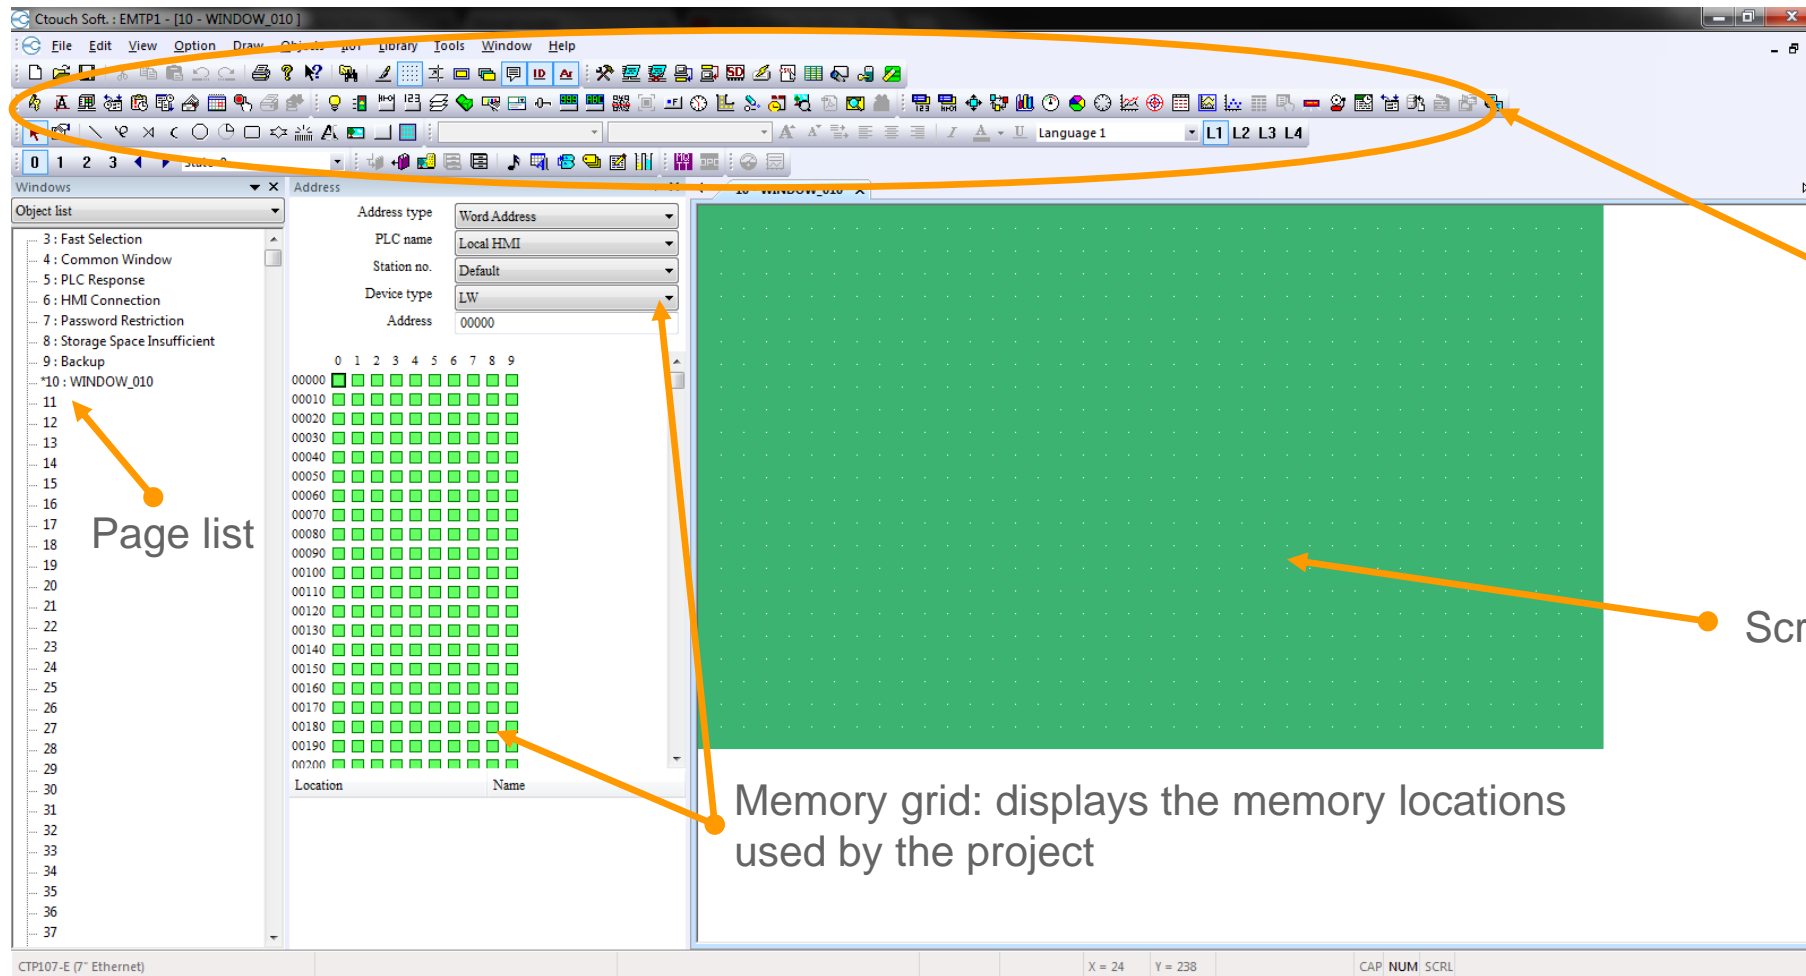 Ctouch Soft. : EMTP1 - [10 - WINDOW_010 ]
File Edit View Option Draw Objects IIoT Library Tools Window Help
Language 1 L1 L2 L3 L4
0 1 2 3 State 0
Windows
Object list
3 : Fast Selection
4 : Common Window
5 : PLC Response
6 : HMI Connection
7 : Password Restriction
8 : Storage Space Insufficient
9 : Backup
*10 : WINDOW_010
11
12
13
14
15
16
17
18
19
20
21
22
23
24
25
26
27
28
29
30
31
32
33
34
35
36
37
Page list
Address
Address type Word Address
PLC name Local HMI
Station no. Default
Device type LW
Address 00000
0 1 2 3 4 5 6 7 8 9
00000
00010
00020
00030
00040
00050
00060
00070
00080
00090
00100
00110
00120
00130
00140
00150
00160
00170
00180
00190
00200
Location Name
10 - WINDOW_010
Scr
Memory grid: displays the memory locations
used by the project
CTP107-E (7" Ethernet) X = 24 Y = 238 CAP NUM SCRL